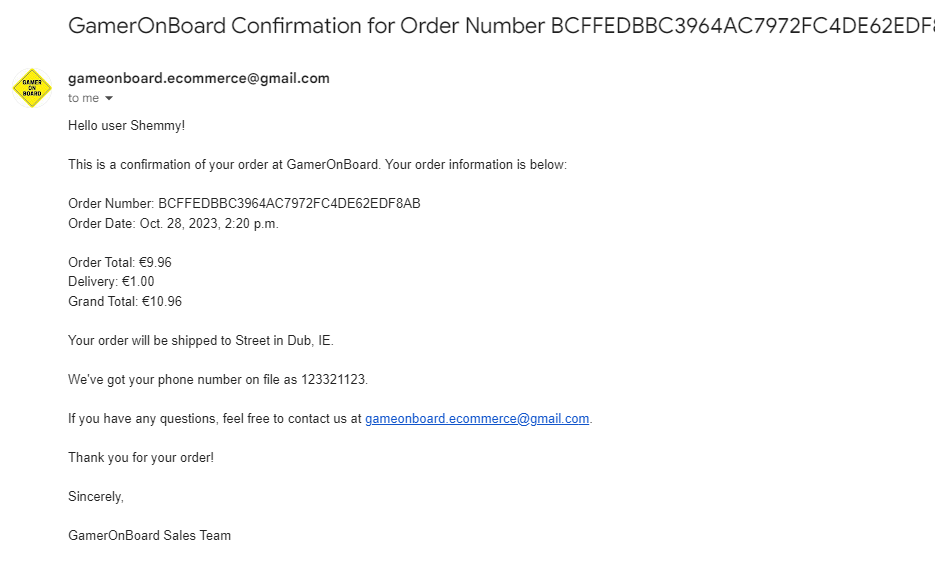 GamerOnBoard Confirmation for Order Number BCFFEDBBC3964AC7972FC4DE62EDF8
gameonboard.ecommerce@gmail.com
GAMER
ON
BOARD
to me
Hello user Shemmy!
This is a confirmation of your order at GamerOnBoard. Your order information is below:
Order Number: BCFFEDBBC3964AC7972FC4DE62EDF8AB
Order Date: Oct. 28, 2023, 2:20 p.m.
Order Total: €9.96
Delivery: €1.00
Grand Total: €10.96
Your order will be shipped to Street in Dub, IE.
We've got your phone number on file as 123321123.
If you have any questions, feel free to contact us at gameonboard.ecommerce@gmail.com.
Thank you for your order!
Sincerely,
GamerOnBoard Sales Team